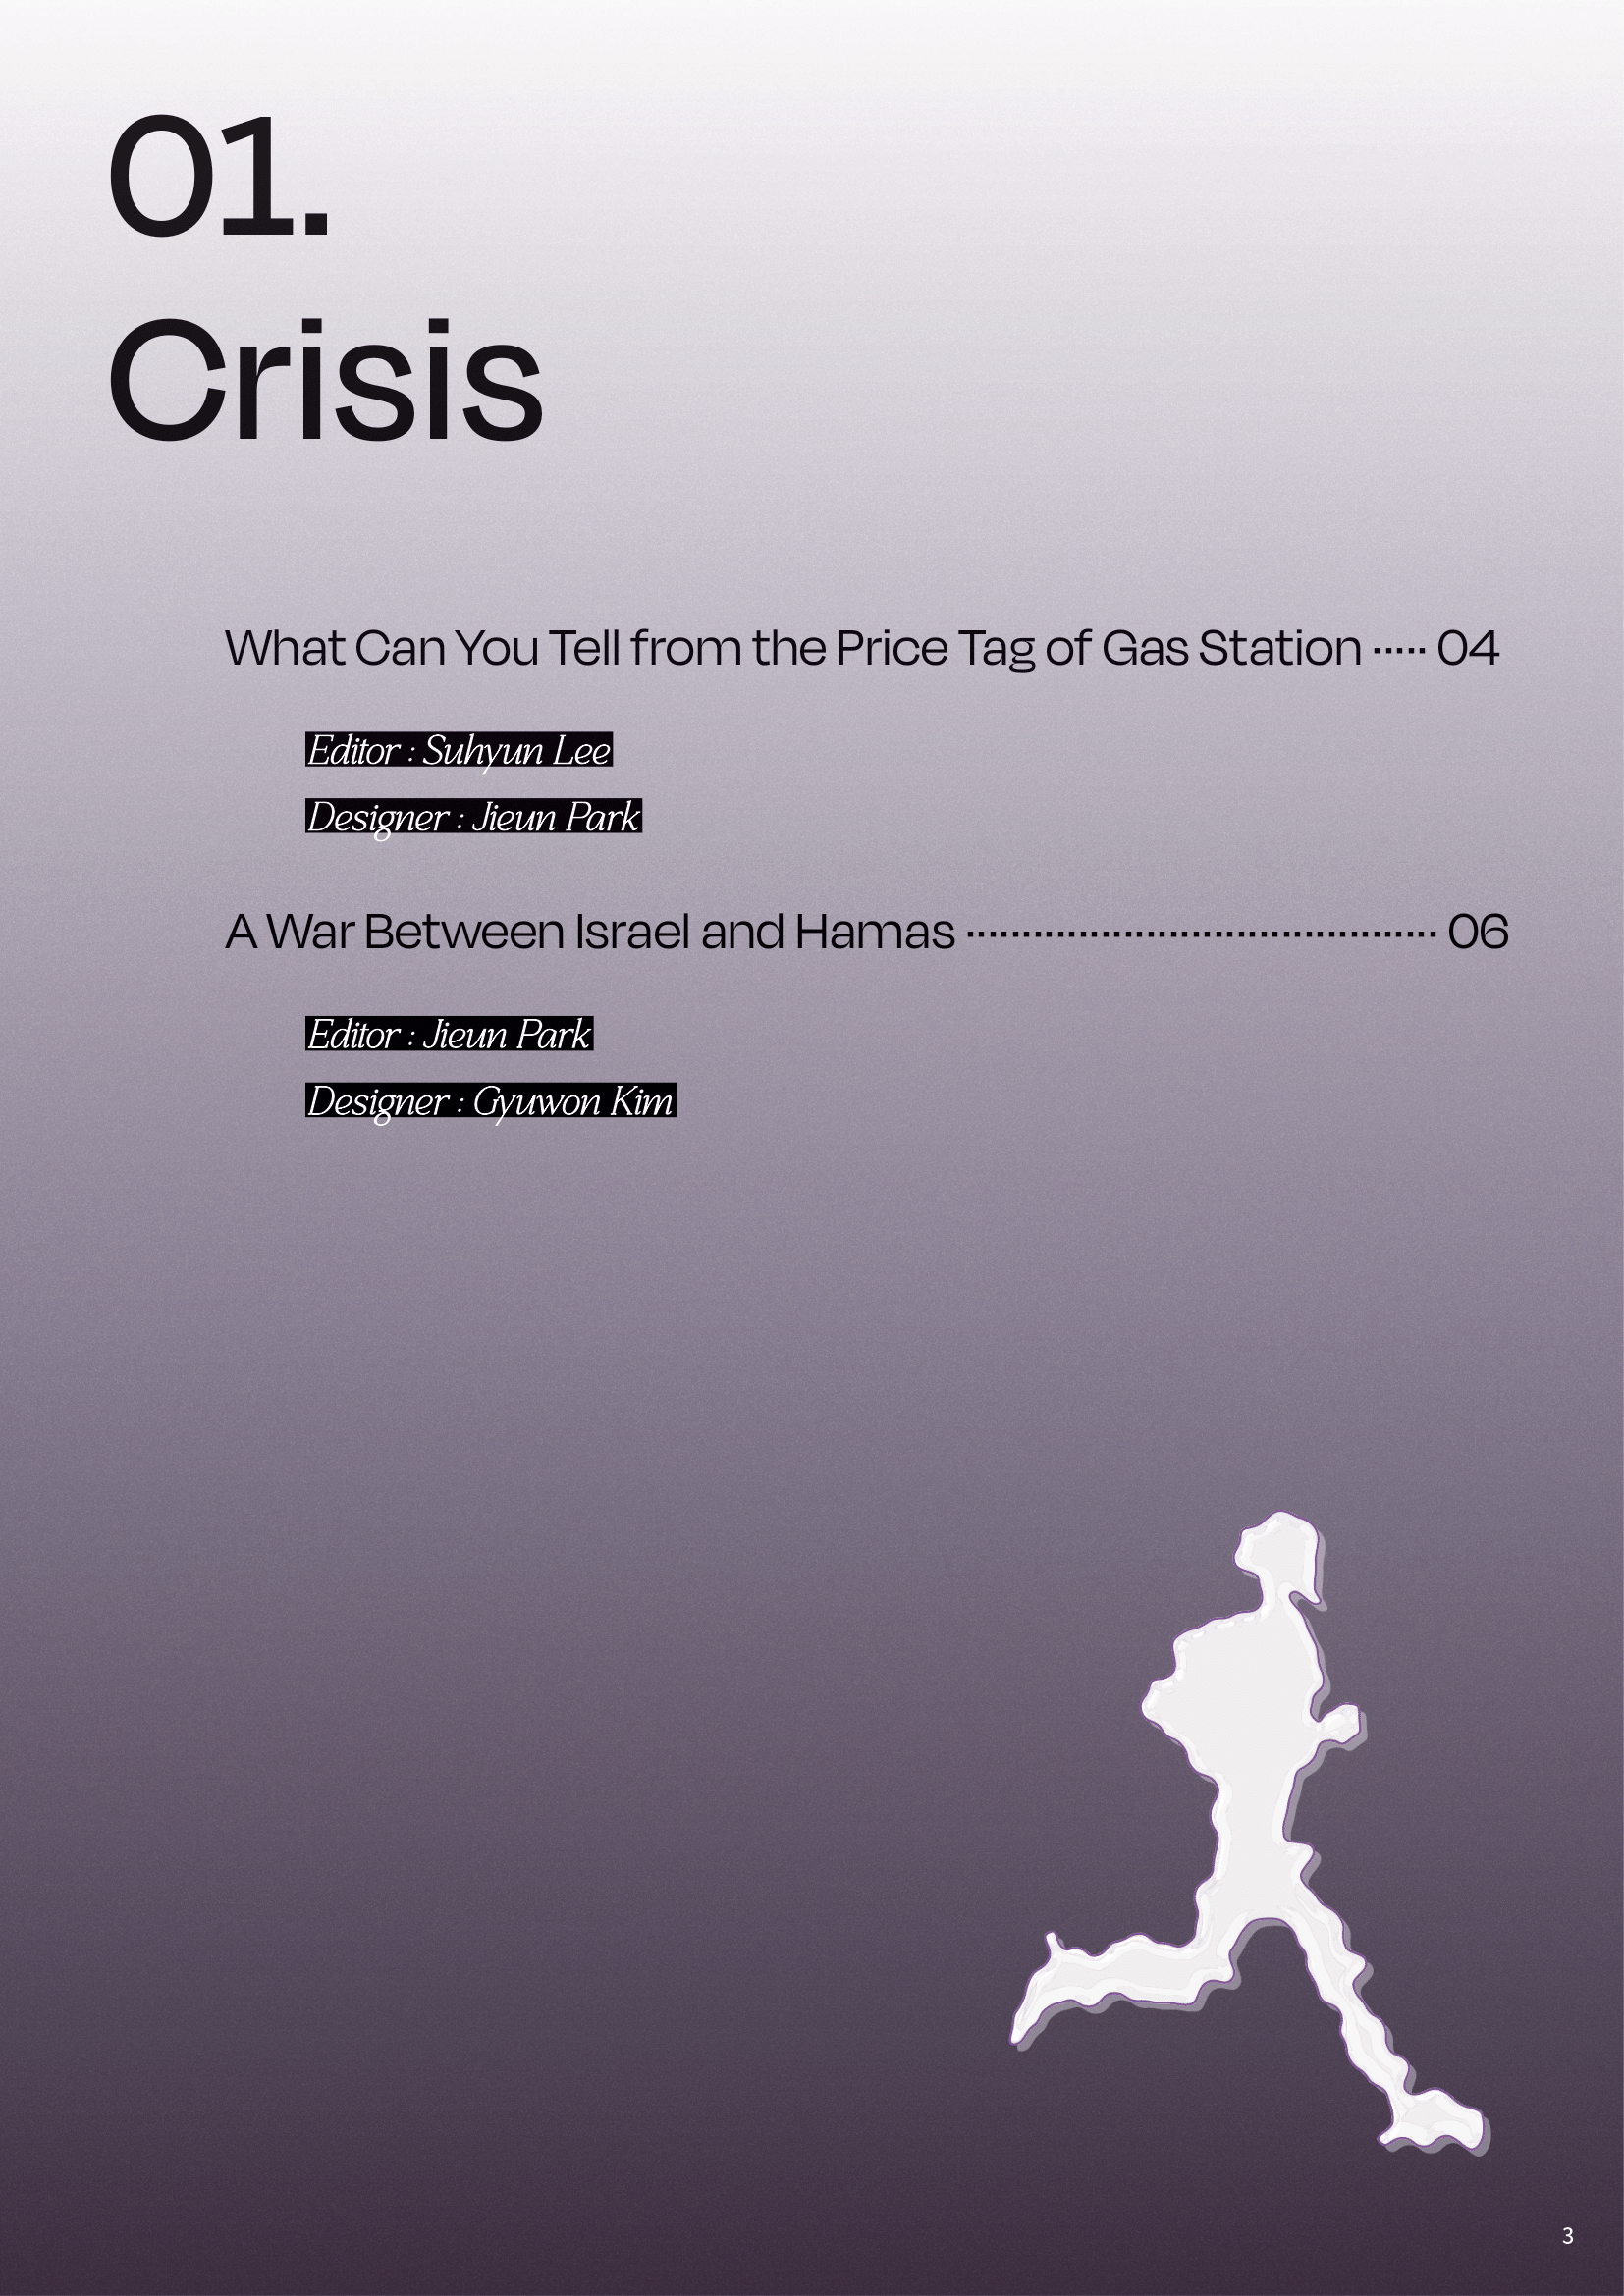 01.
Crisis
What Can You Tell from the Price Tag of Gas Station ····· 04
Editor : Suhyun Lee
Designer : Jieun Park
A War Between Israel and Hamas ·········································· 06
Editor : Jieun Park
Designer : Gyuwon Kim
3